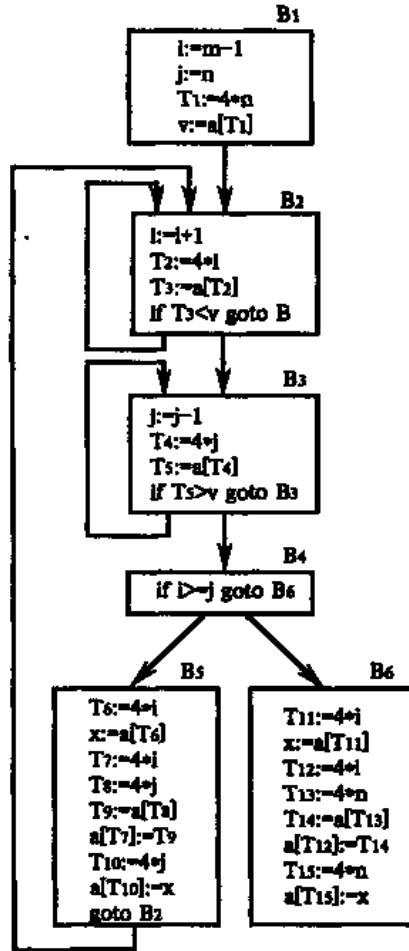 B1
i:=m-1
j:=n
T1:=4*n
v:=a[T1]
B2
i:=i+1
T2:=4*i
T3:=a[T2]
if T3<v goto B
B3
j:=j-1
T4:=4*j
T5:=a[T4]
if T5>v goto B3
B4
if i>=j goto B6
B5
T6:=4*i
x:=a[T6]
T7:=4*i
T8:=4*j
T9:=a[T8]
a[T7]:=T9
T10:=4*j
a[T10]:=x
goto B2
B6
T11:=4*i
x:=a[T11]
T12:=4*i
T13:=4*n
T14:=a[T13]
a[T12]:=T14
T15:=4*n
a[T15]:=x